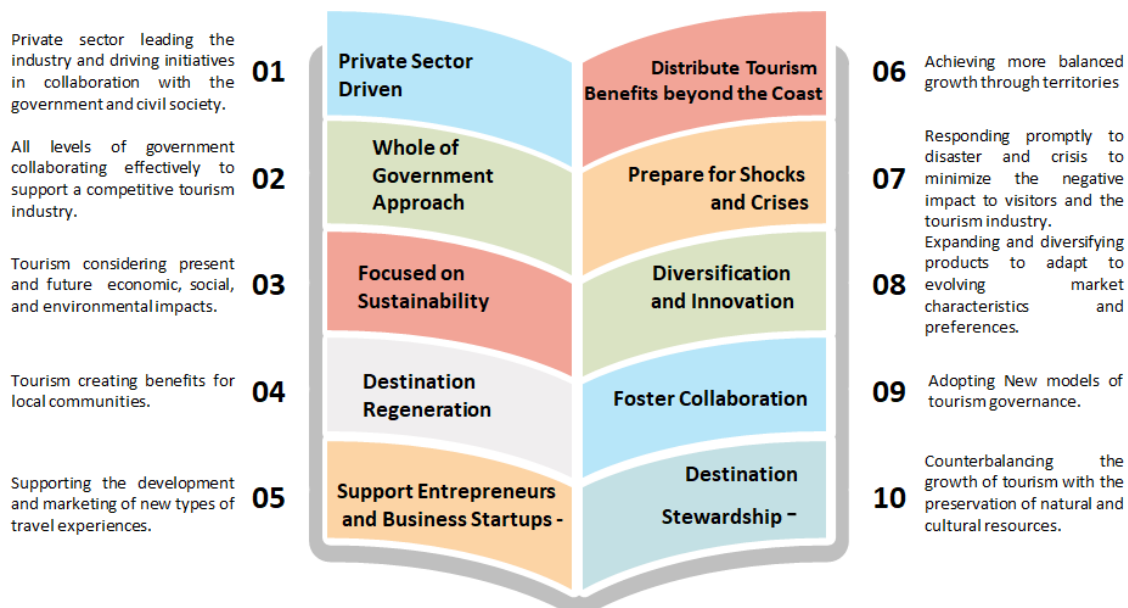 Private sector leading the
industry and driving initiatives
in collaboration with the
government and civil society.
01
Private Sector
Driven
All levels of government
collaborating effectively to
support a competitive tourism
industry.
02
Whole of
Government
Approach
Tourism considering present
and future economic, social,
and environmental impacts.
03
Focused on
Sustainability
Tourism creating benefits for
local communities.
04
Destination
Regeneration
Supporting the development
and marketing of new types of
travel experiences.
05
Support Entrepreneurs
and Business Startups -
Distribute Tourism
Benefits beyond the Coast
06
Achieving more balanced
growth through territories
Prepare for Shocks
and Crises
07
Responding promptly to
disaster and crisis to
minimize the negative
impact to visitors and the
tourism industry.
Diversification
and Innovation
08
Expanding and diversifying
products to adapt to
evolving market
characteristics and
preferences.
Foster Collaboration
09
Adopting New models of
tourism governance.
Destination
Stewardship –
10
Counterbalancing the
growth of tourism with the
preservation of natural and
cultural resources.